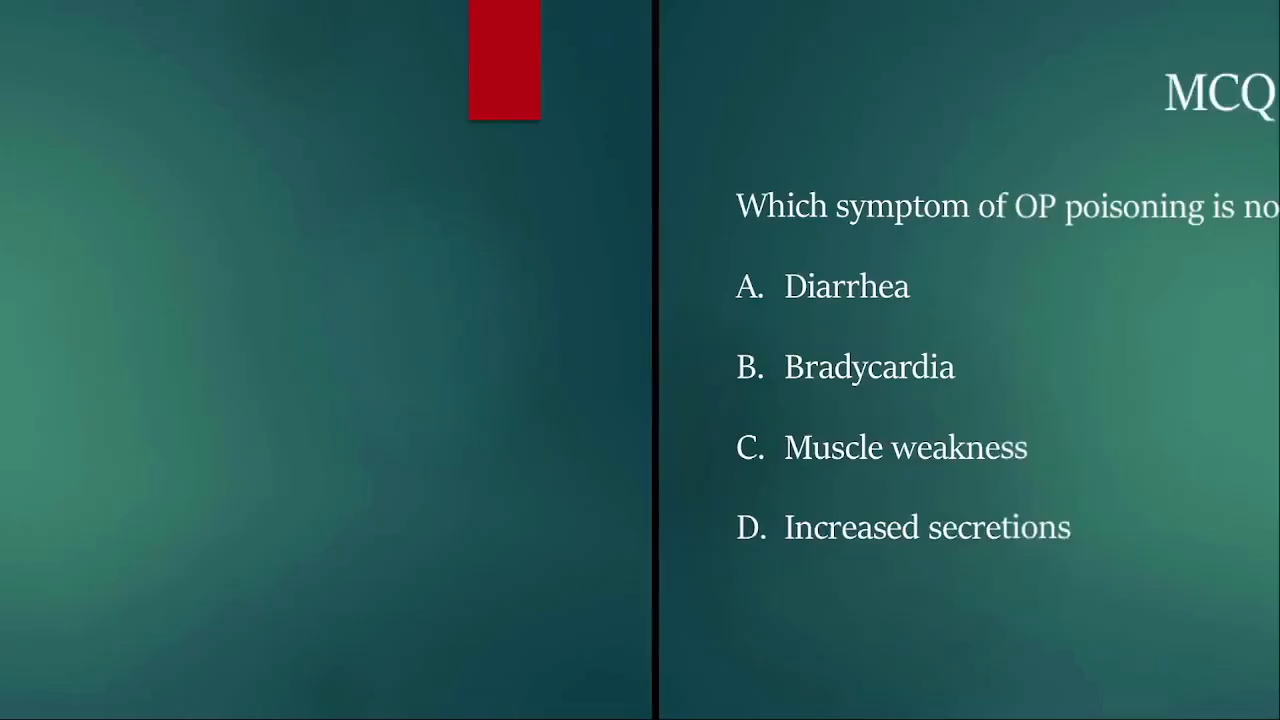 MCQ
Which symptom of OP poisoning is no
A. Diarrhea
B. Bradycardia
C. Muscle weakness
D. Increased secretions